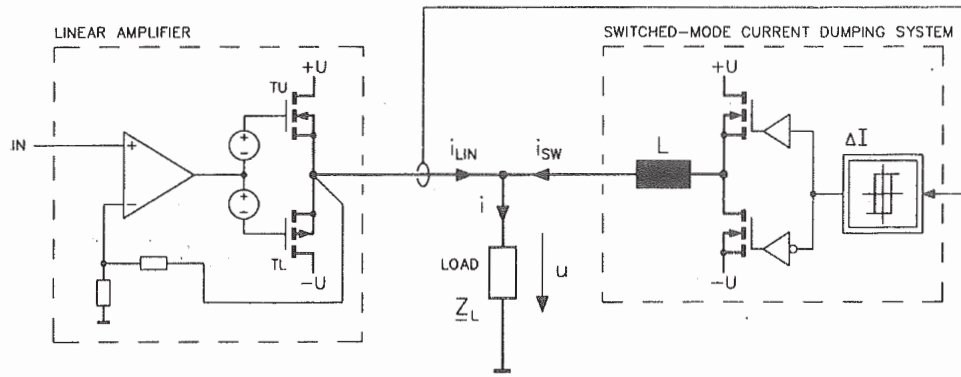 LINEAR AMPLIFIER
SWITCHED-MODE CURRENT DUMPING SYSTEM
+U
+U
TU
IN
+
−
+
−
+
−
i_LIN
i_SW
L
ΔI
i
TL
−U
LOAD
Z_L
u
−U